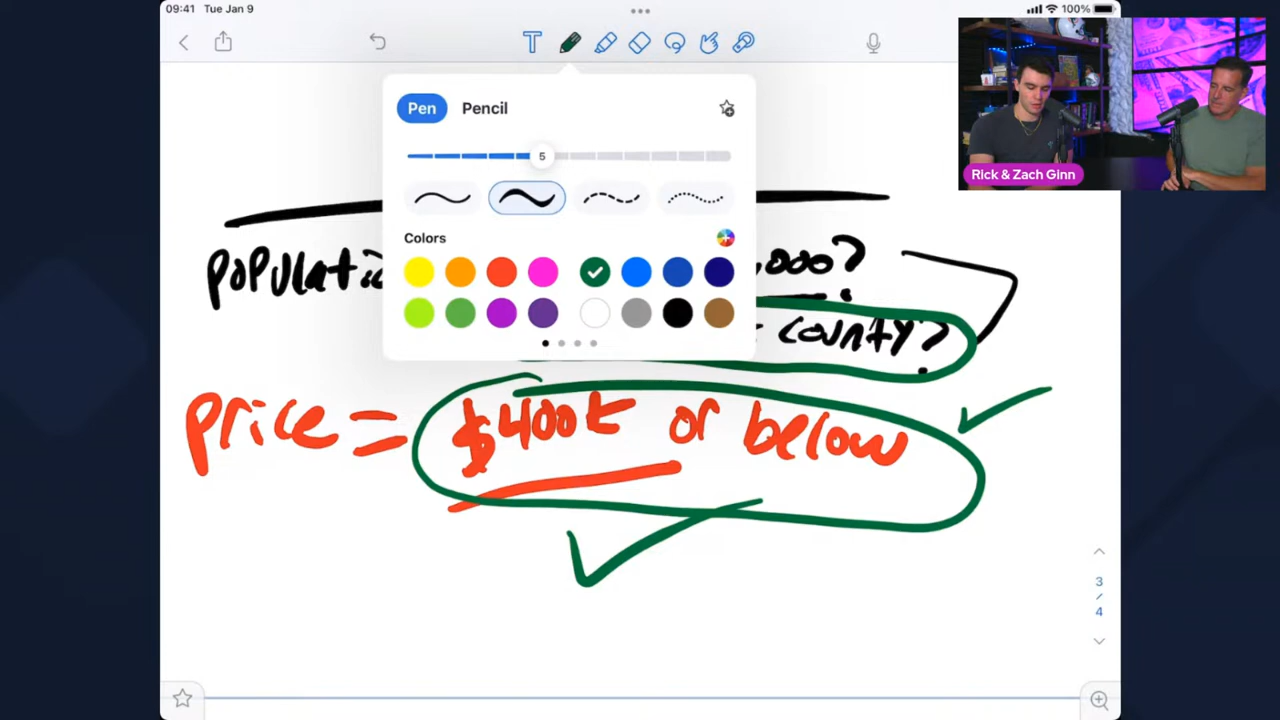 09:41 Tue Jan 9
100%
Pen Pencil
5
Rick & Zach Ginn
Colors
,000?
county?
price = $400k or below
3
/
4